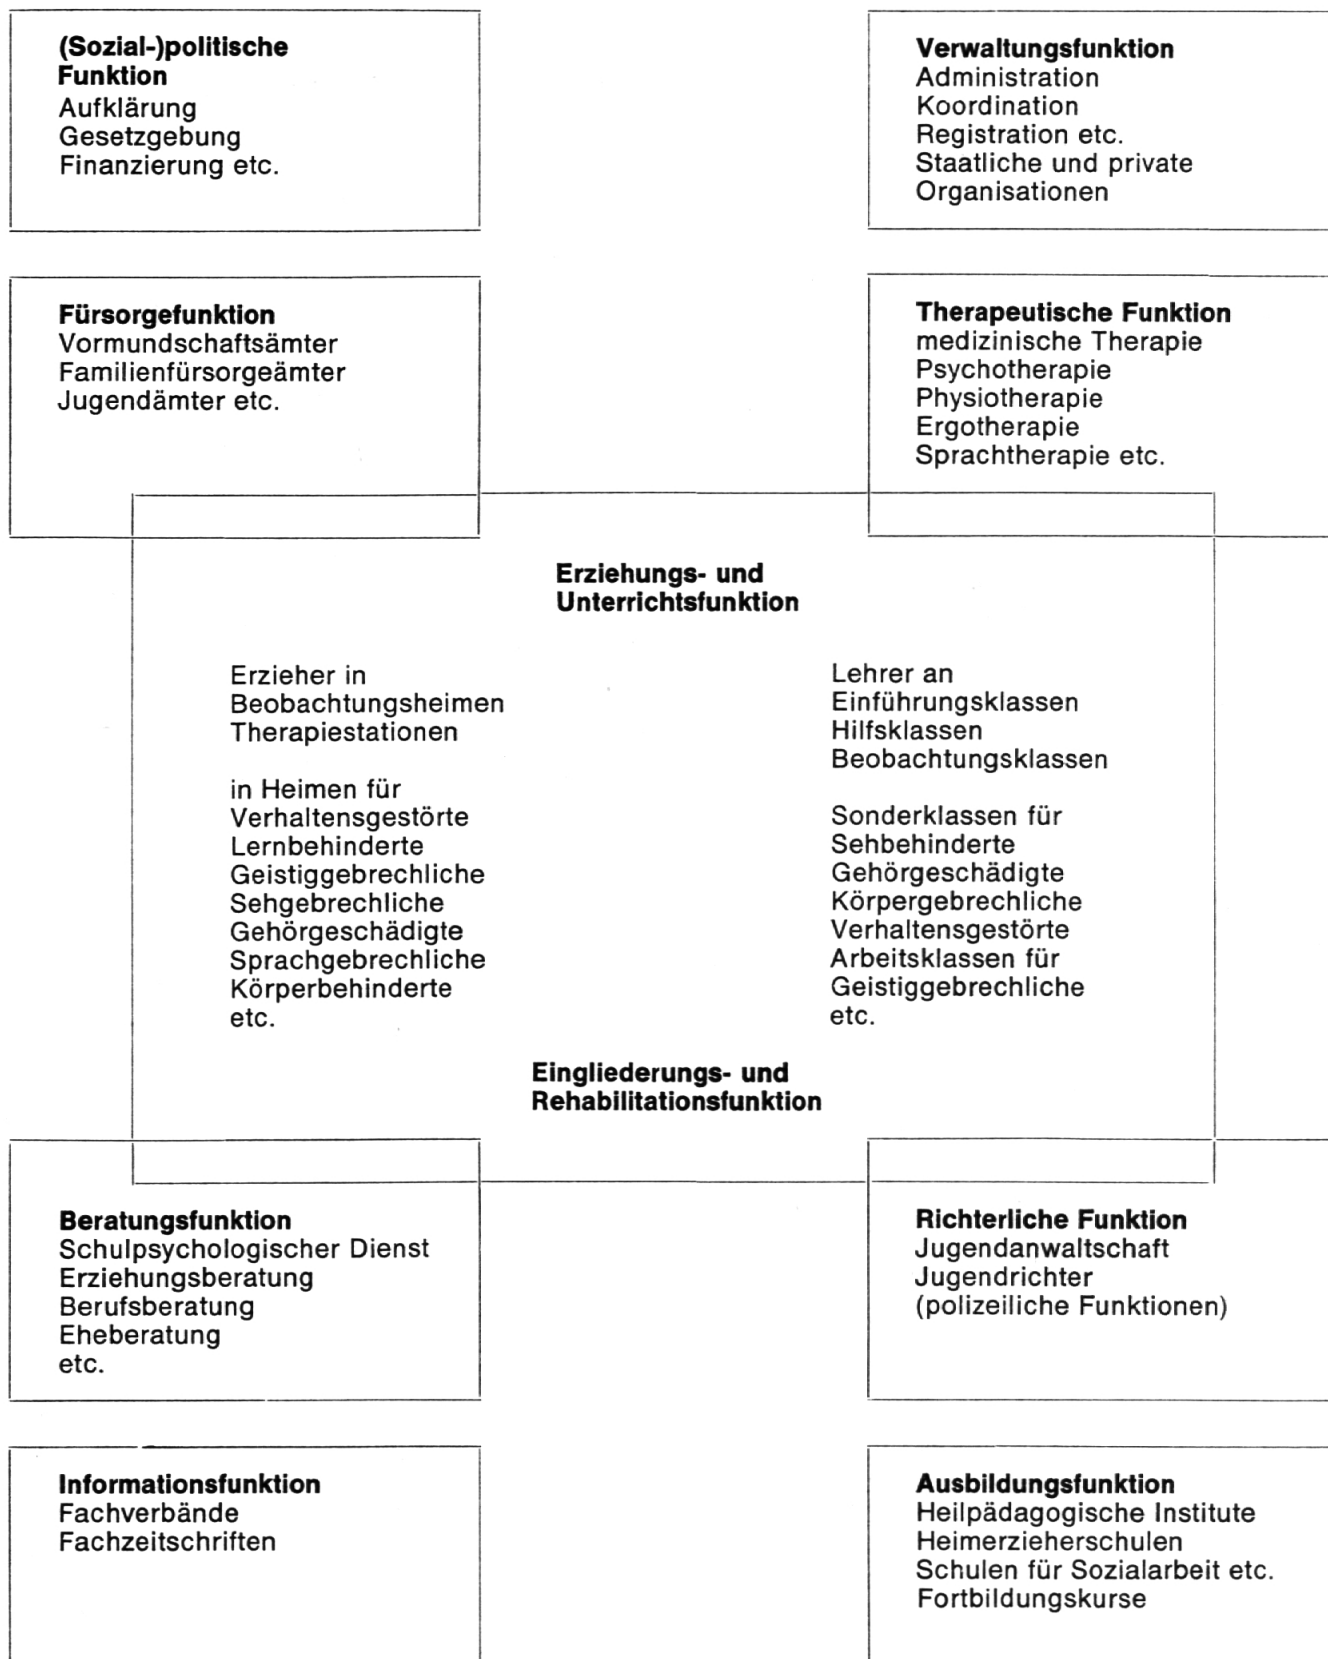 (Sozial-)politische
Funktion
Aufklärung
Gesetzgebung
Finanzierung etc.
Verwaltungsfunktion
Administration
Koordination
Registration etc.
Staatliche und private
Organisationen
Fürsorgefunktion
Vormundschaftsämter
Familienfürsorgeämter
Jugendämter etc.
Therapeutische Funktion
medizinische Therapie
Psychotherapie
Physiotherapie
Ergotherapie
Sprachtherapie etc.
Erziehungs- und
Unterrichtsfunktion
Erzieher in
Beobachtungsheimen
Therapiestationen
in Heimen für
Verhaltensgestörte
Lernbehinderte
Geistiggebrechliche
Sehgebrechliche
Gehörgeschädigte
Sprachgebrechliche
Körperbehinderte
etc.
Lehrer an
Einführungsklassen
Hilfsklassen
Beobachtungsklassen
Sonderklassen für
Sehbehinderte
Gehörgeschädigte
Körpergebrechliche
Verhaltensgestörte
Arbeitsklassen für
Geistiggebrechliche
etc.
Eingliederungs- und
Rehabilitationsfunktion
Beratungsfunktion
Schulpsychologischer Dienst
Erziehungsberatung
Berufsberatung
Eheberatung
etc.
Richterliche Funktion
Jugendanwaltschaft
Jugendrichter
(polizeiliche Funktionen)
Informationsfunktion
Fachverbände
Fachzeitschriften
Ausbildungsfunktion
Heilpädagogische Institute
Heimerzieherschulen
Schulen für Sozialarbeit etc.
Fortbildungskurse